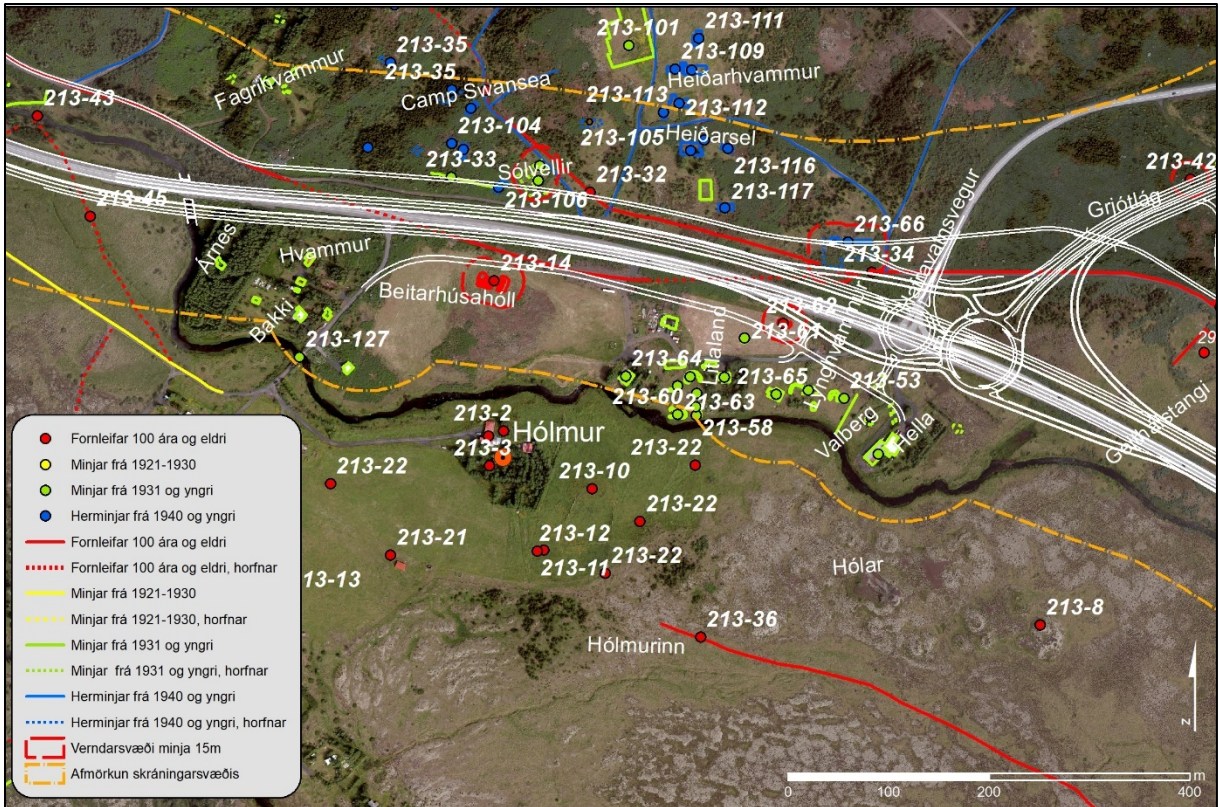 213-111
213-101
213-35
213-109
213-35
Heiðarhvammur
Fagrihvammur
Camp Swansea
213-43
213-113
213-112
213-104
213-105
Heiðarsel
213-33
213-116
Sólvellir
213-42
213-32
213-117
213-106
213-45
Grjótlág
213-66
Hvammur
Árnes
213-34
213-14
Beitarhúsahóll
213-62
213-61
Bakki
213-127
213-64
213-65
213-53
213-60
213-63
213-58
Valberg
Hella
213-2
Hólmur
213-3
213-22
213-22
213-10
213-12
213-21
213-22
213-11
13-13
Hólar
213-8
213-36
Hólmurinn
Fornleifar 100 ára og eldri
Minjar frá 1921-1930
Minjar frá 1931 og yngri
Herminjar frá 1940 og yngri
Fornleifar 100 ára og eldri
Fornleifar 100 ára og eldri, horfnar
Minjar frá 1921-1930
Minjar frá 1921-1930, horfnar
Minjar frá 1931 og yngri
Minjar frá 1931 og yngri, horfnar
Herminjar frá 1940 og yngri
Herminjar frá 1940 og yngri, horfnar
Verndarsvæði minja 15m
Afmörkun skráningarsvæðis
z
m
0
200
400
29